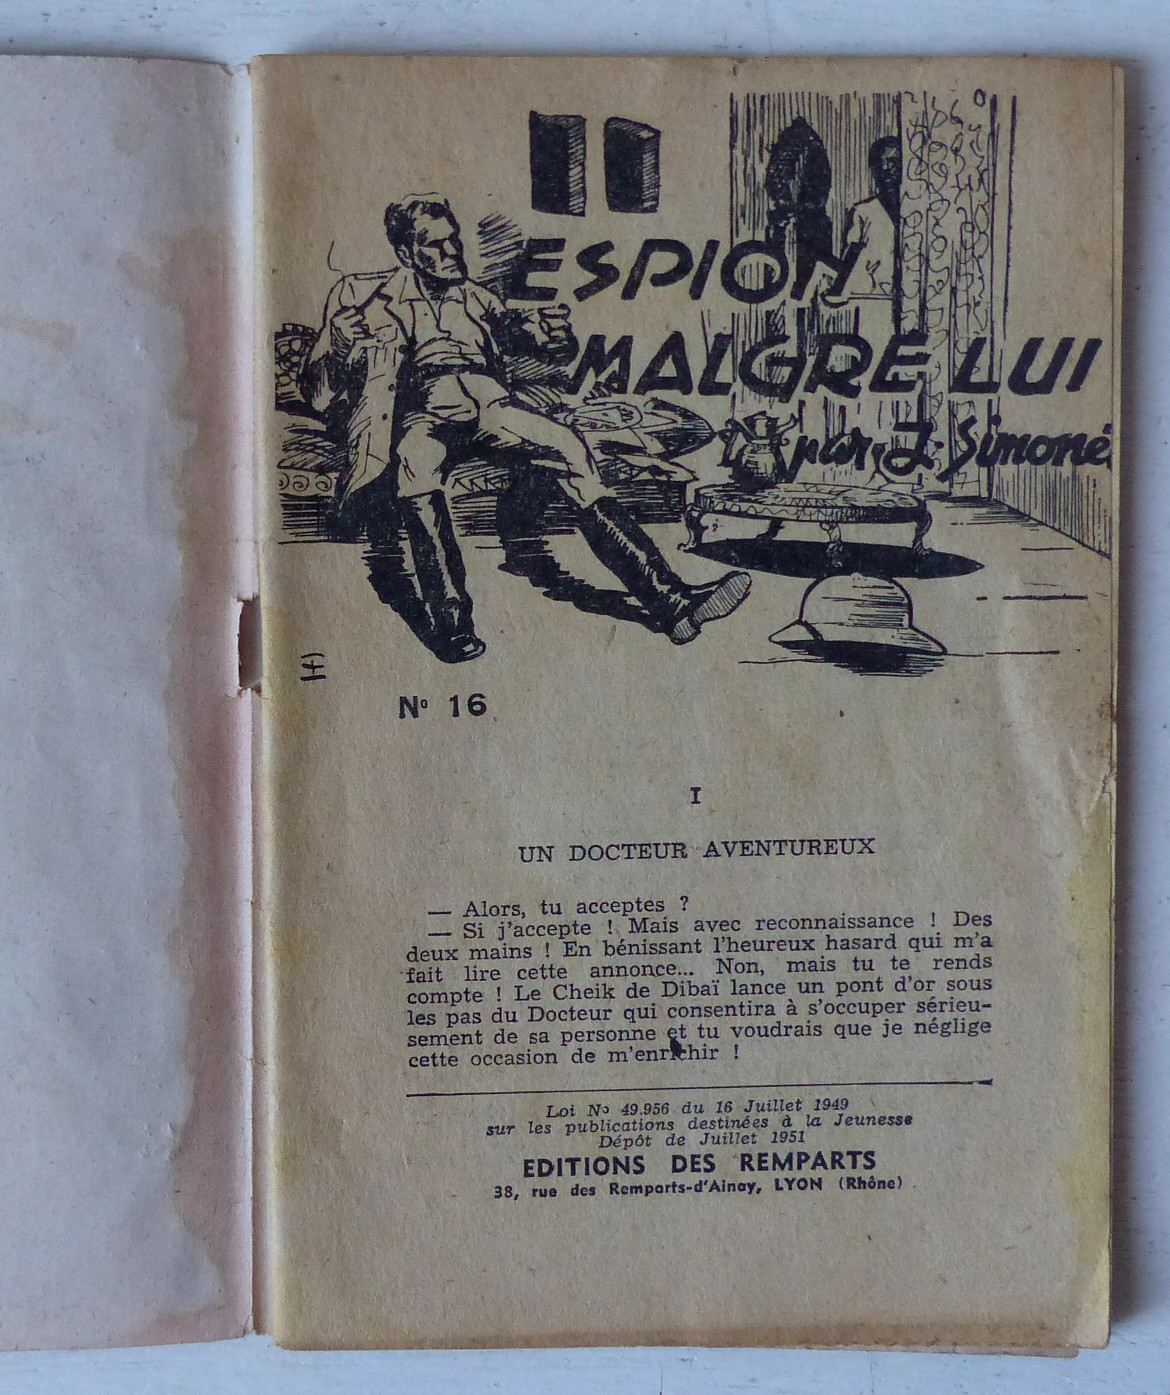 ESPION
MALGRE LUI
par J. Simoné
No 16
I
UN DOCTEUR AVENTUREUX
— Alors, tu acceptes ?
— Si j'accepte ! Mais avec reconnaissance ! Des
deux mains ! En bénissant l'heureux hasard qui m'a
fait lire cette annonce... Non, mais tu te rends
compte ! Le Cheik de Dibaï lance un pont d'or sous
les pas du Docteur qui consentira à s'occuper sérieu-
sement de sa personne et tu voudrais que je néglige
cette occasion de m'enrichir !
Loi No 49.956 du 16 Juillet 1949
sur les publications destinées à la Jeunesse
Dépôt de Juillet 1951
EDITIONS DES REMPARTS
38, rue des Remparts-d'Ainay, LYON (Rhône)